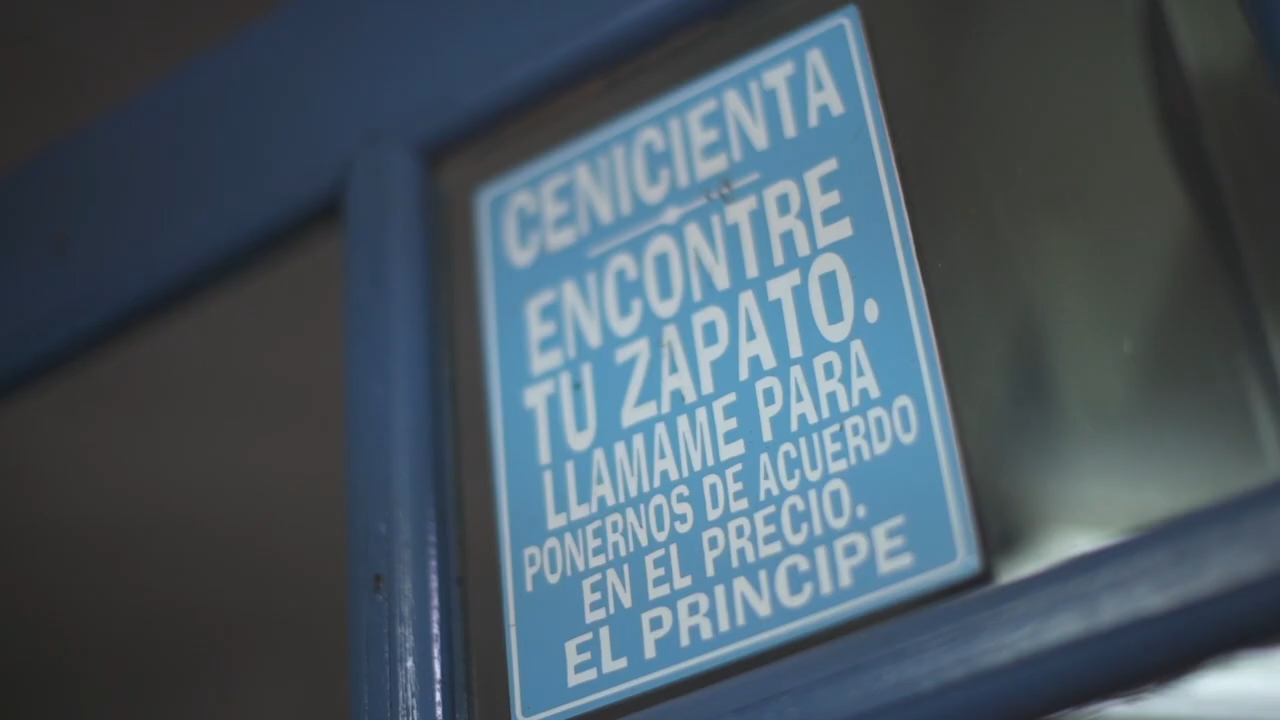 CENICIENTA
ENCONTRE
TU ZAPATO.
LLAMAME PARA
PONERNOS DE ACUERDO
EN EL PRECIO.
EL PRINCIPE